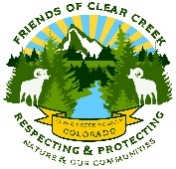 FRIENDS OF CLEAR CREEK
CLEAR CREEK COUNTY
COLORADO
RESPECTING & PROTECTING
NATURE & OUR COMMUNITIES